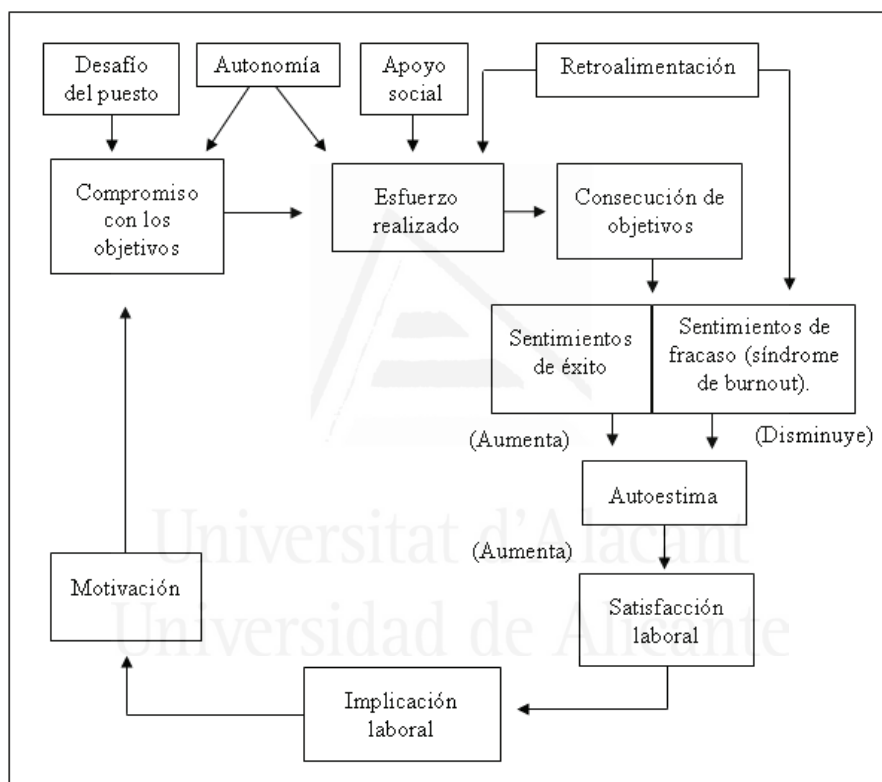 Desafío
del puesto
Autonomía
Apoyo
social
Retroalimentación
Compromiso
con los
objetivos
Esfuerzo
realizado
Consecución de
objetivos
Sentimientos
de éxito
Sentimientos de
fracaso (síndrome
de burnout).
(Aumenta)
(Disminuye)
Autoestima
(Aumenta)
Satisfacción
laboral
Implicación
laboral
Motivación
Universitat d'Alacant
Universidad de Alicante